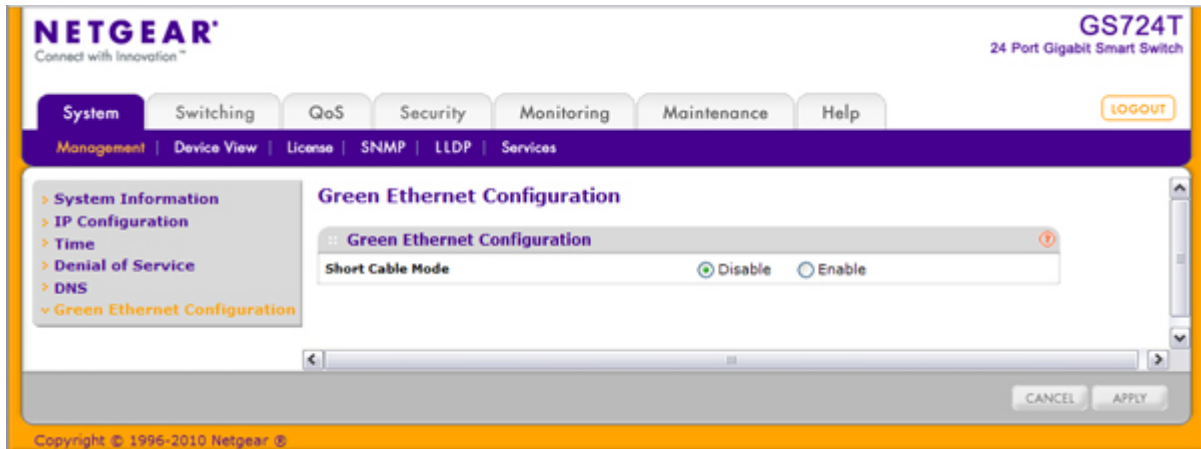 NETGEAR®
Connect with Innovation™
GS724T
24 Port Gigabit Smart Switch
System Switching QoS Security Monitoring Maintenance Help LOGOUT
Management | Device View | License | SNMP | LLDP | Services
System Information
IP Configuration
Time
Denial of Service
DNS
Green Ethernet Configuration
Green Ethernet Configuration
Green Ethernet Configuration ?
Short Cable Mode Disable Enable
CANCEL APPLY
Copyright © 1996-2010 Netgear ®